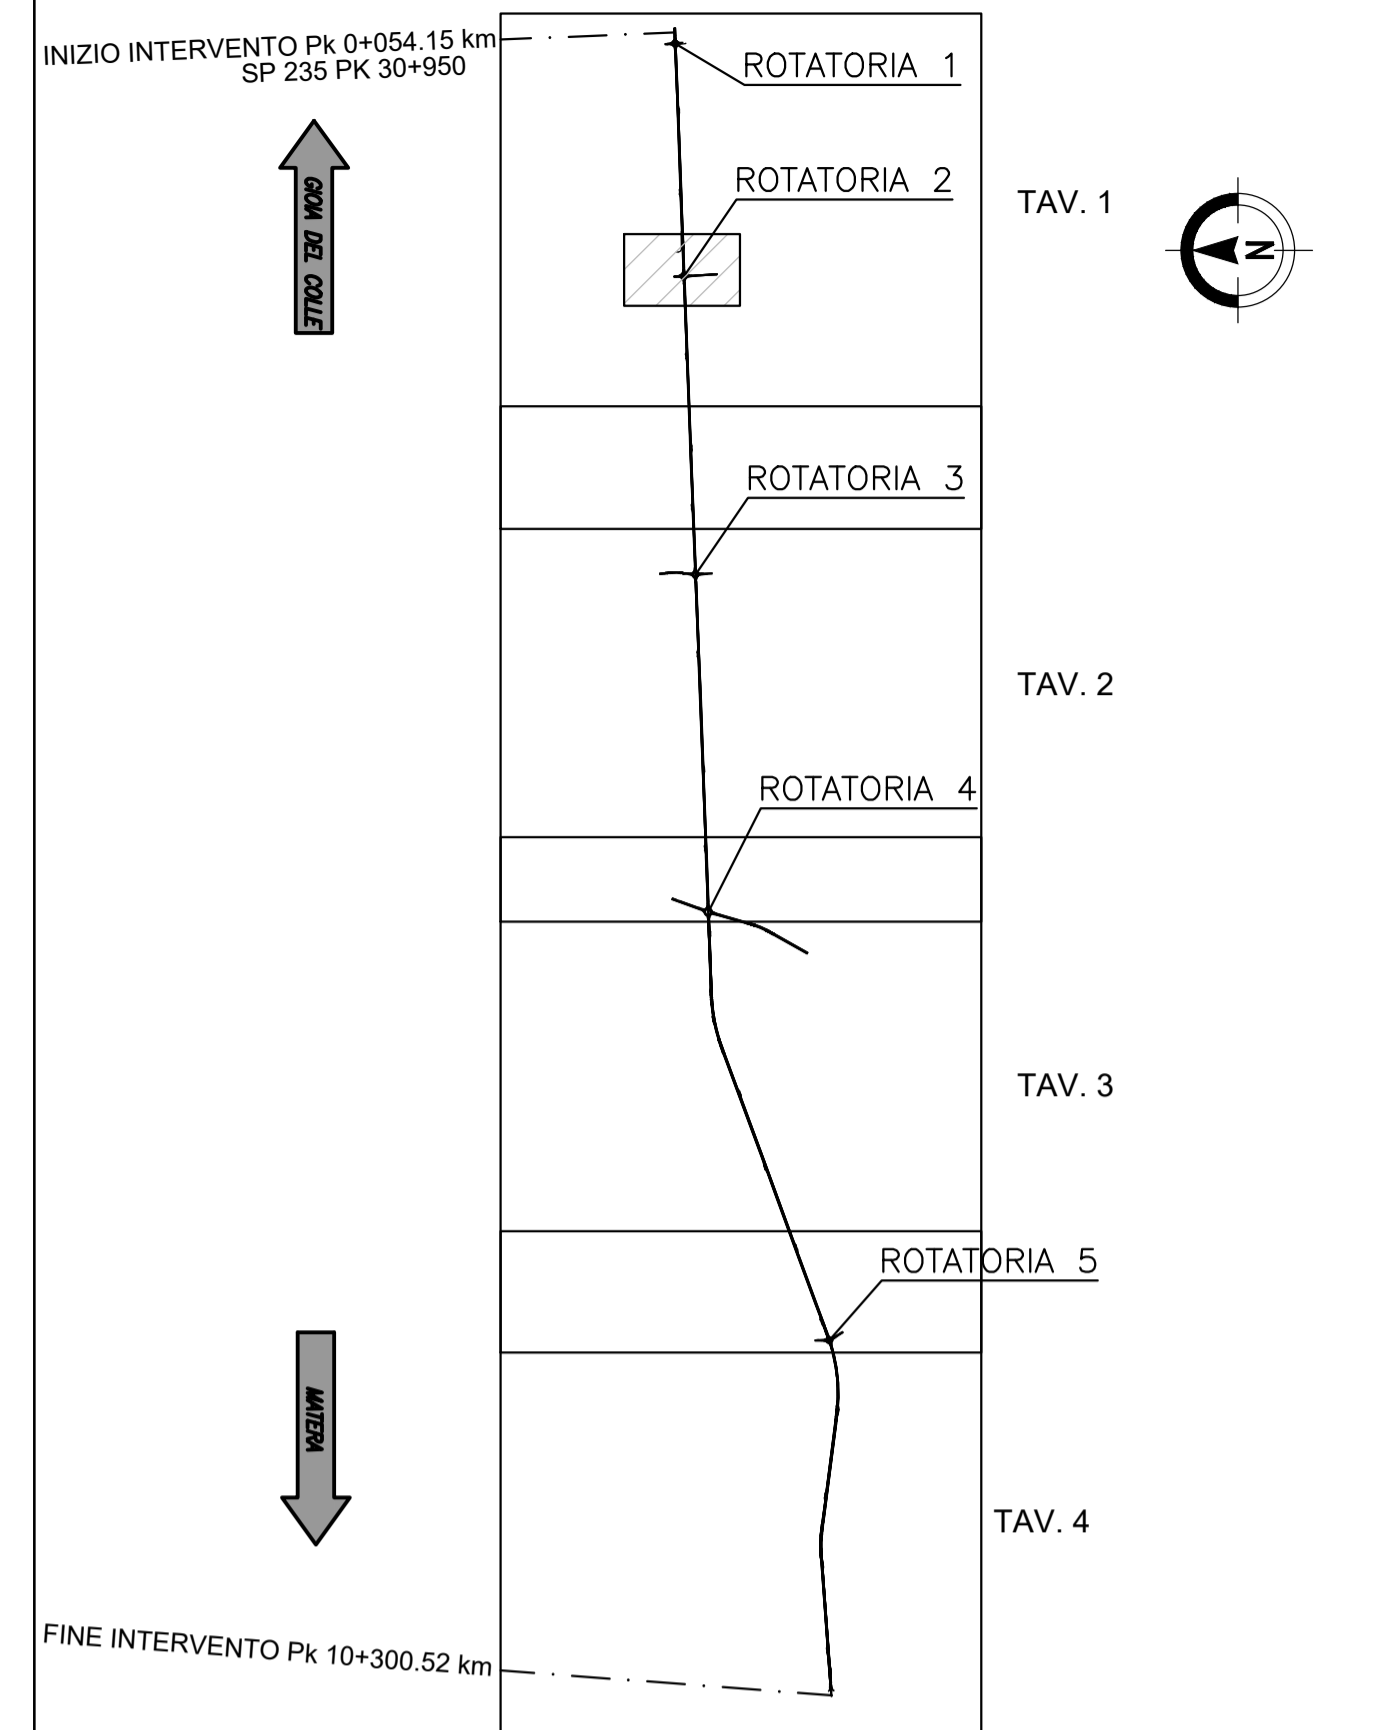 INIZIO INTERVENTO Pk 0+054.15 km
SP 235 PK 30+950
ROTATORIA 1
GIOIA DEL COLLE
ROTATORIA 2
TAV. 1
N
ROTATORIA 3
TAV. 2
ROTATORIA 4
TAV. 3
ROTATORIA 5
MATERA
TAV. 4
FINE INTERVENTO Pk 10+300.52 km